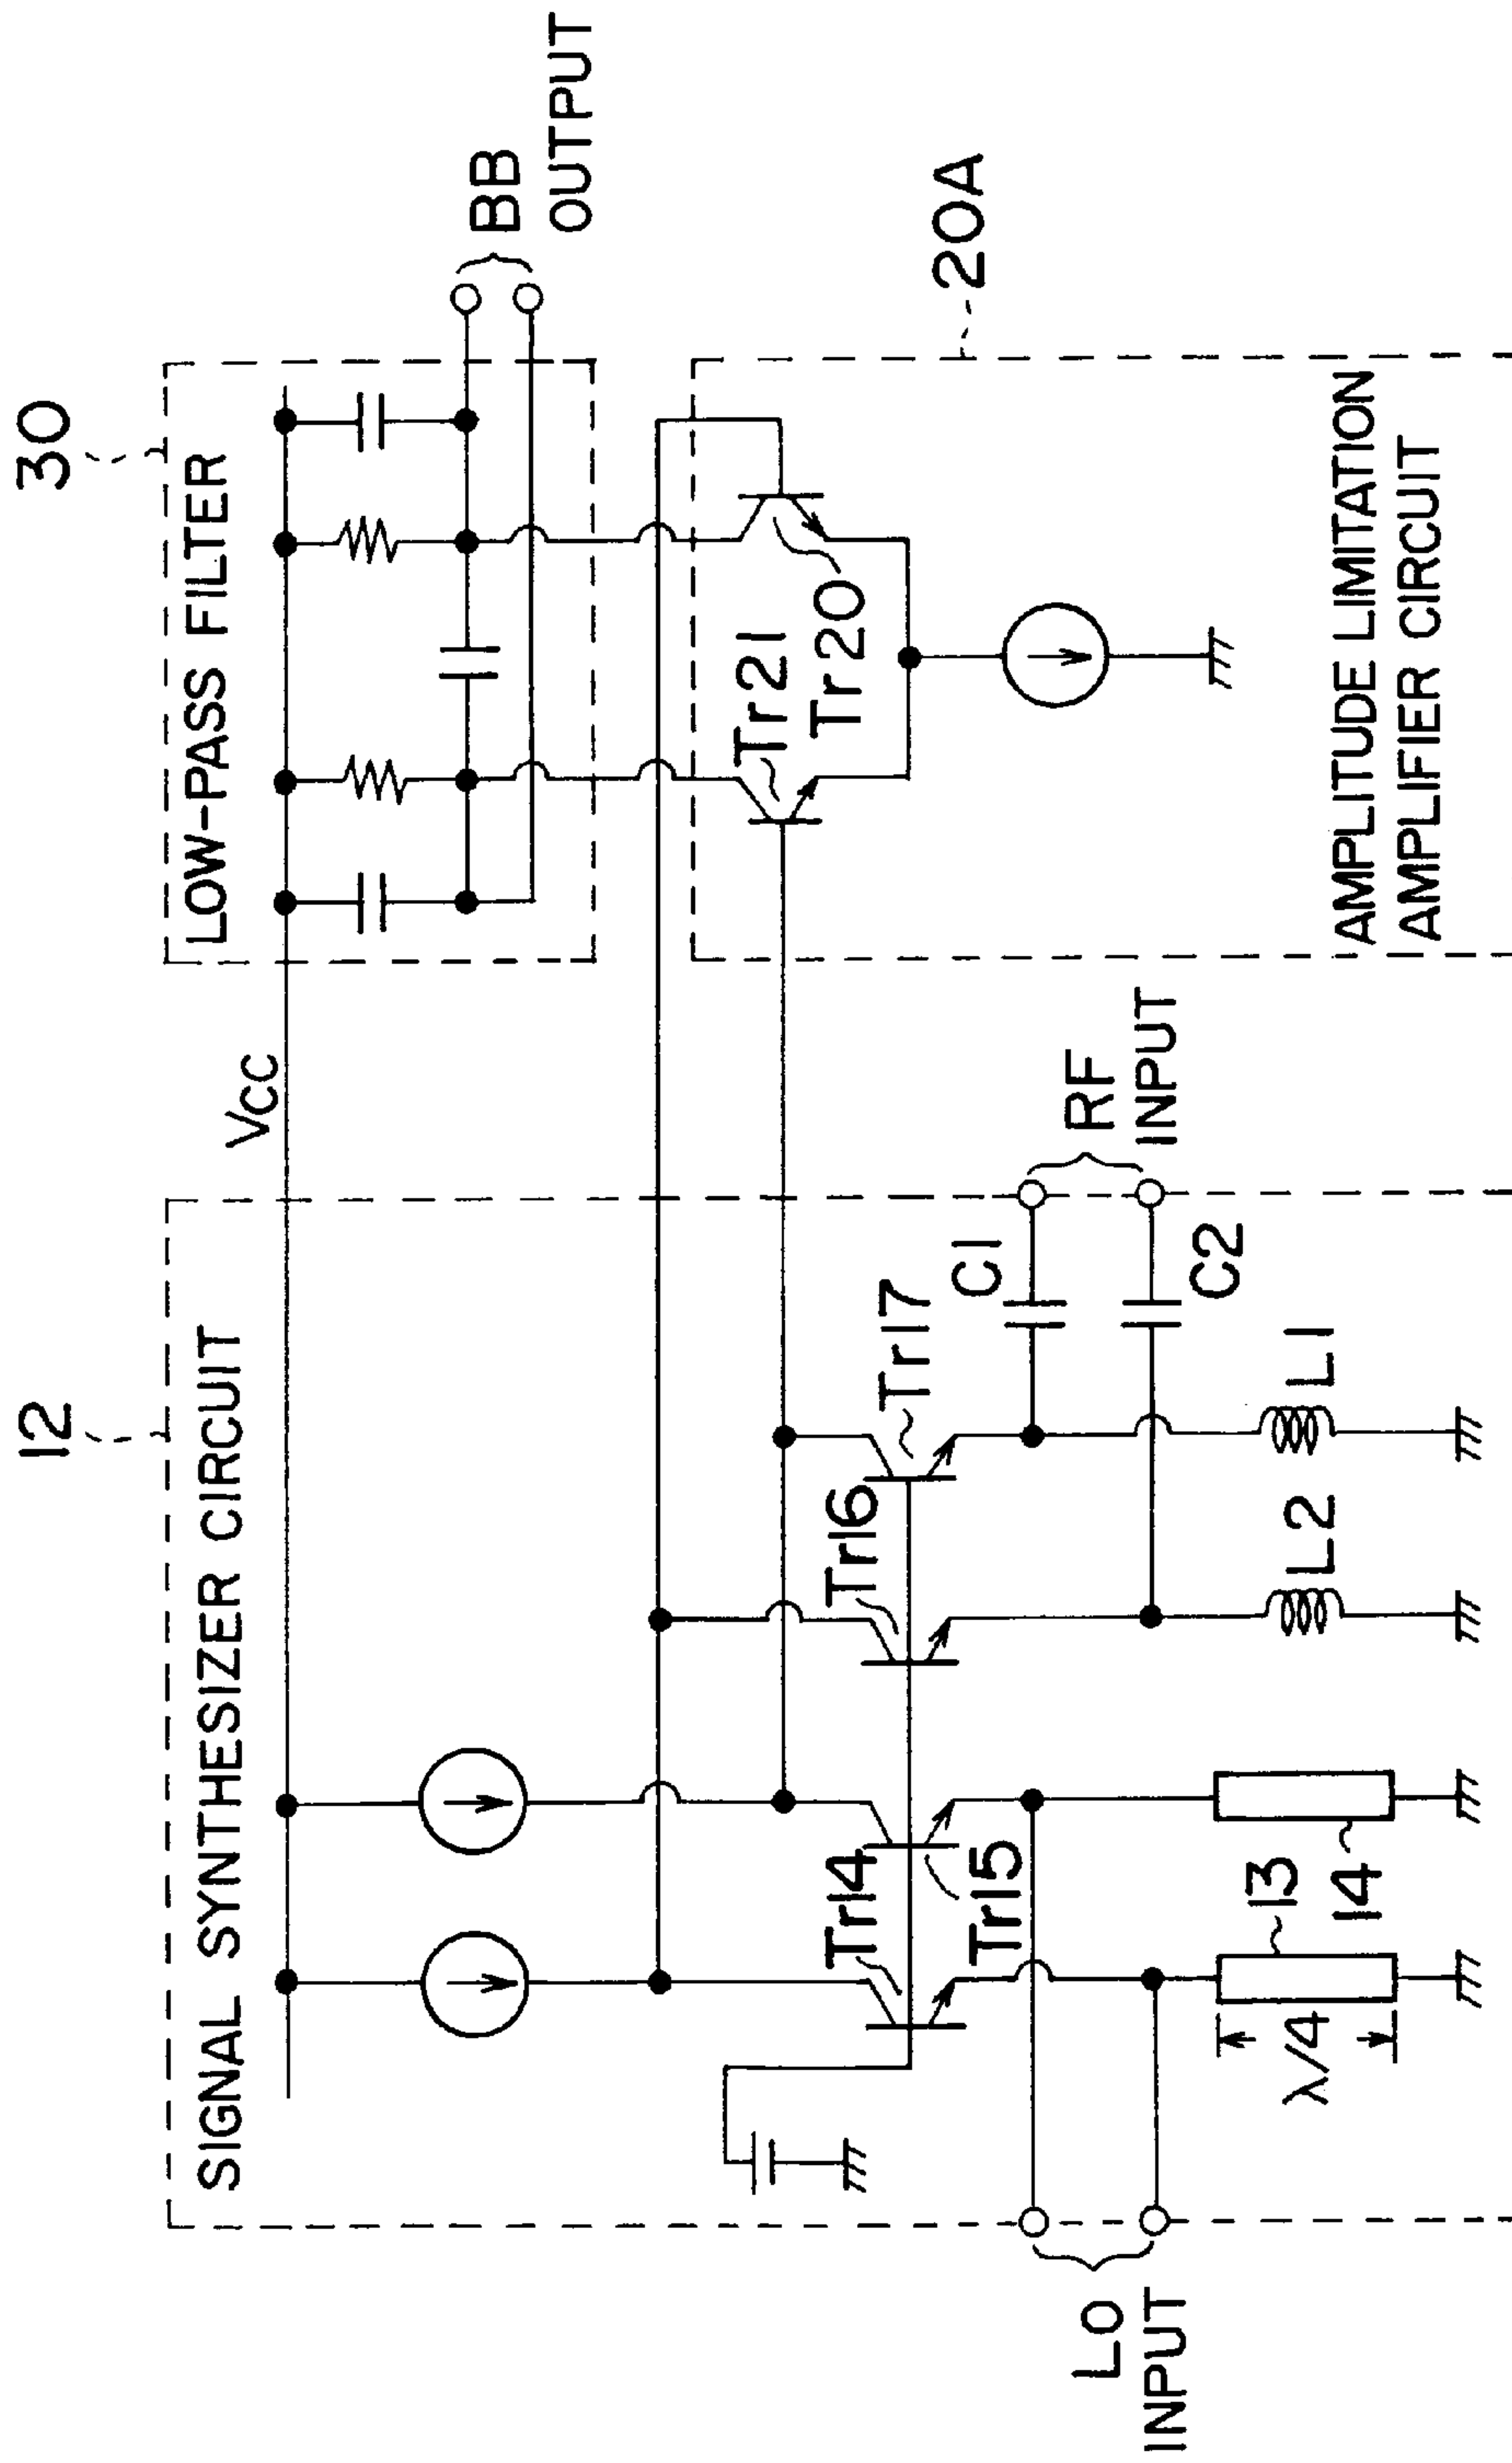 12
30
SIGNAL SYNTHESIZER CIRCUIT
VCC
LOW-PASS FILTER
BB
OUTPUT
Tr14
Tr15
Tr16
Tr17
Tr21
Tr20
20A
C1
C2
RF
INPUT
LO
INPUT
λ/4
13
14
L2
L1
AMPLITUDE LIMITATION
AMPLIFIER CIRCUIT